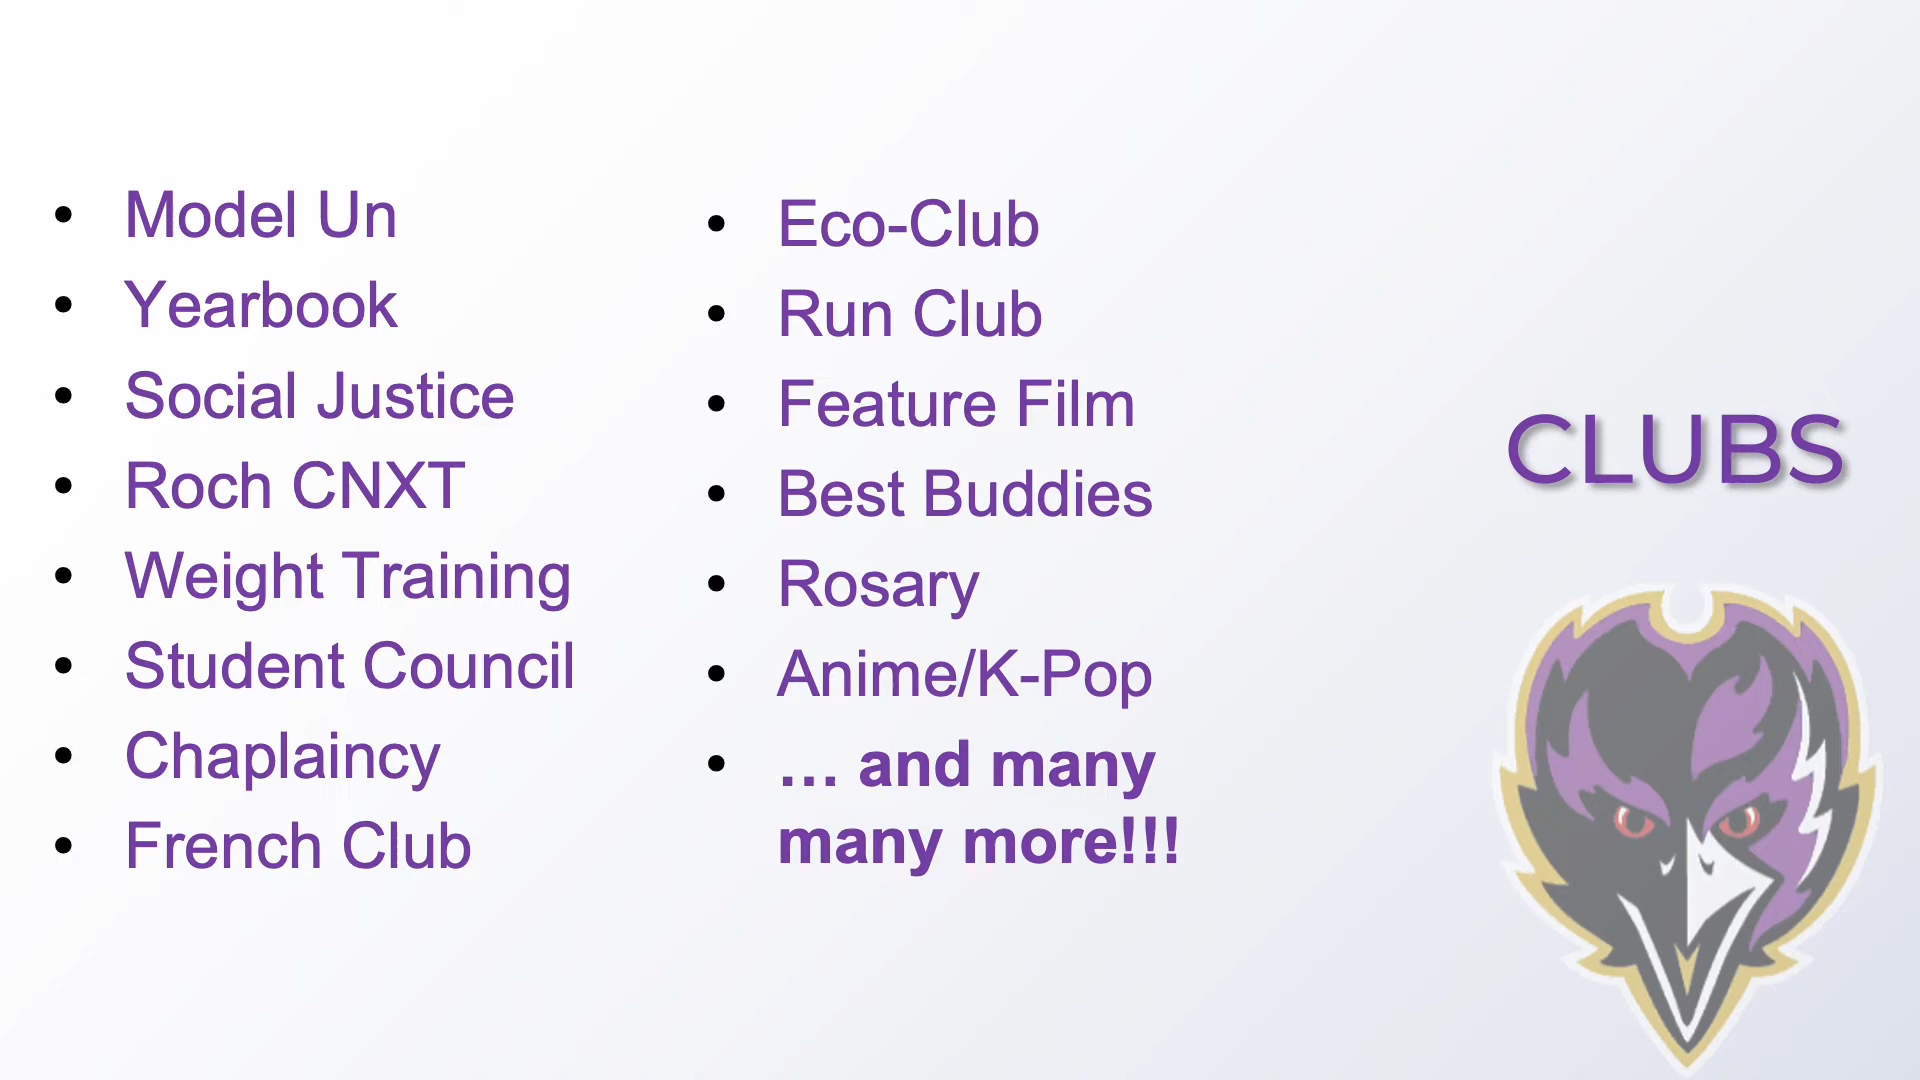 • Model Un
• Yearbook
• Social Justice
• Roch CNXT
• Weight Training
• Student Council
• Chaplaincy
• French Club
• Eco-Club
• Run Club
• Feature Film
• Best Buddies
• Rosary
• Anime/K-Pop
• … and many
many more!!!
CLUBS